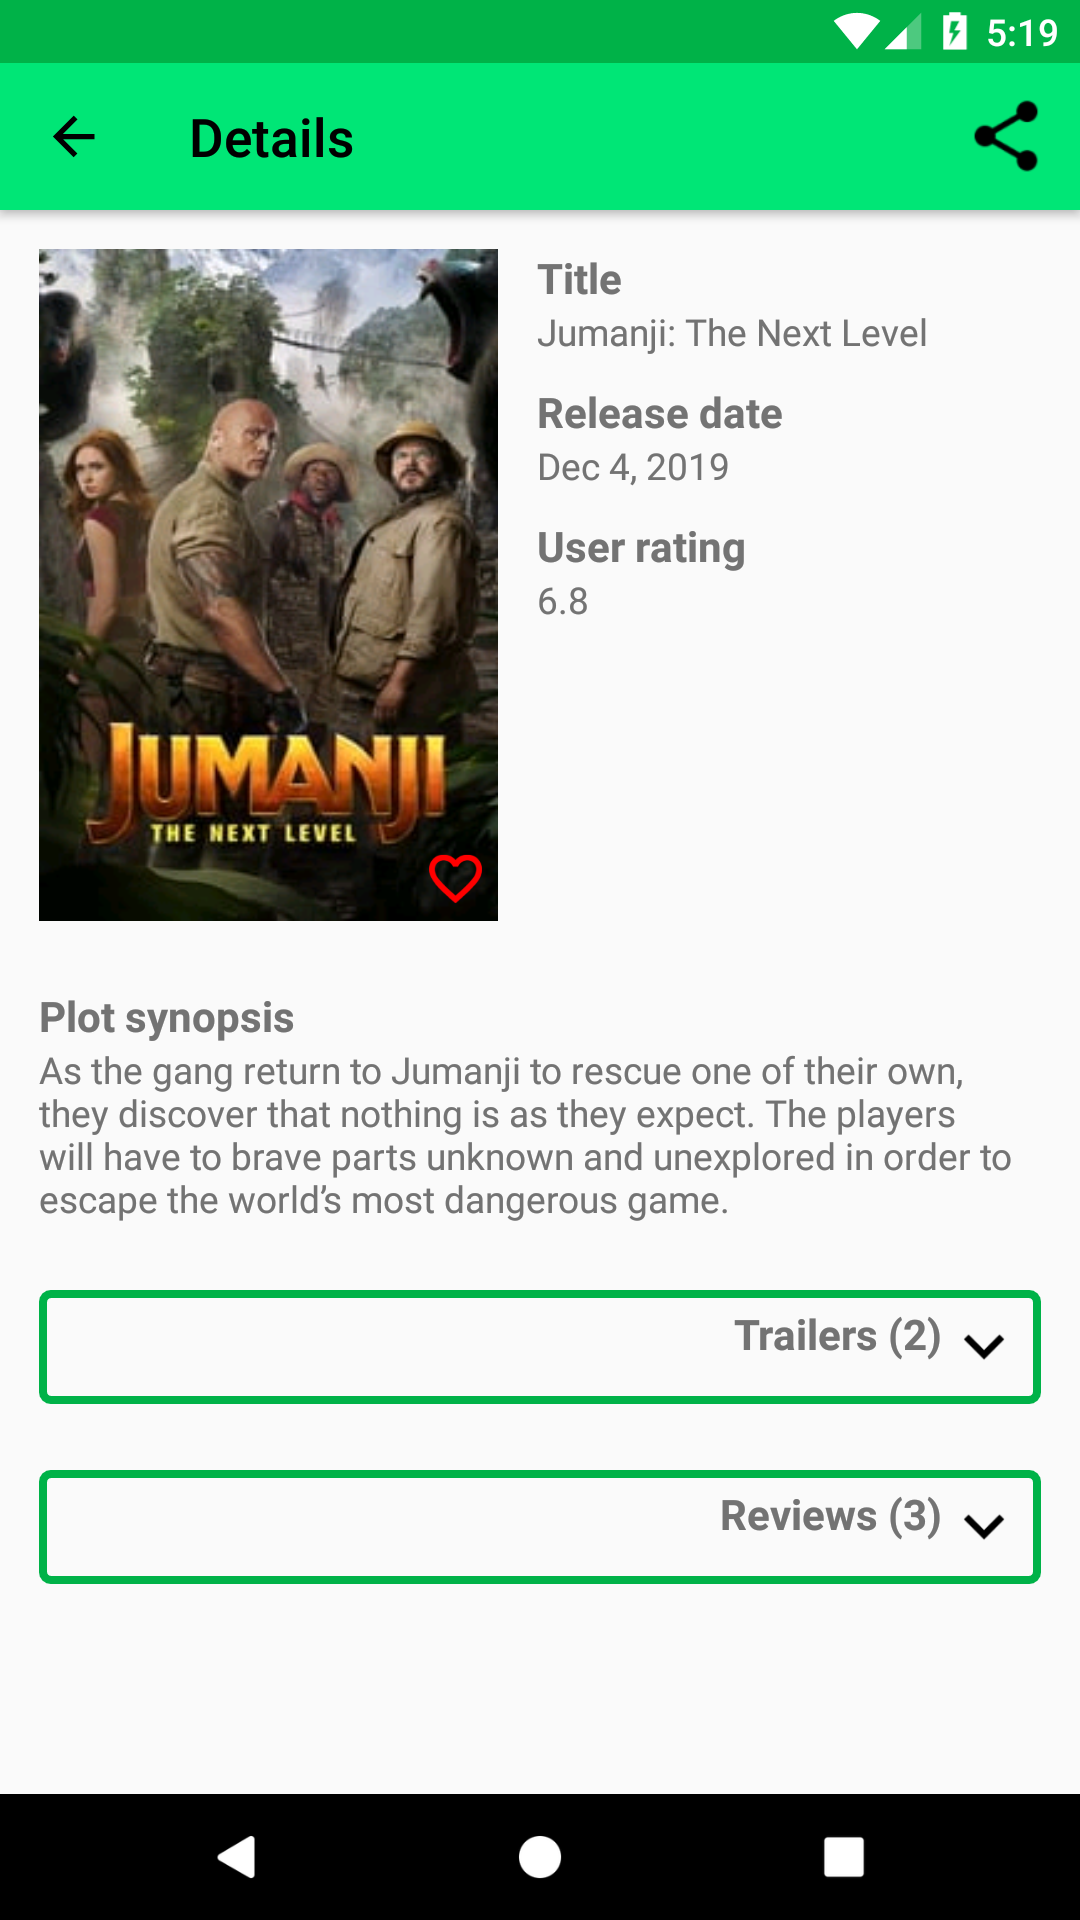 5:19
Details
Title
Jumanji: The Next Level
Release date
Dec 4, 2019
User rating
6.8
JUMANJI
THE NEXT LEVEL
Plot synopsis
As the gang return to Jumanji to rescue one of their own,
they discover that nothing is as they expect. The players
will have to brave parts unknown and unexplored in order to
escape the world’s most dangerous game.
Trailers (2)
Reviews (3)